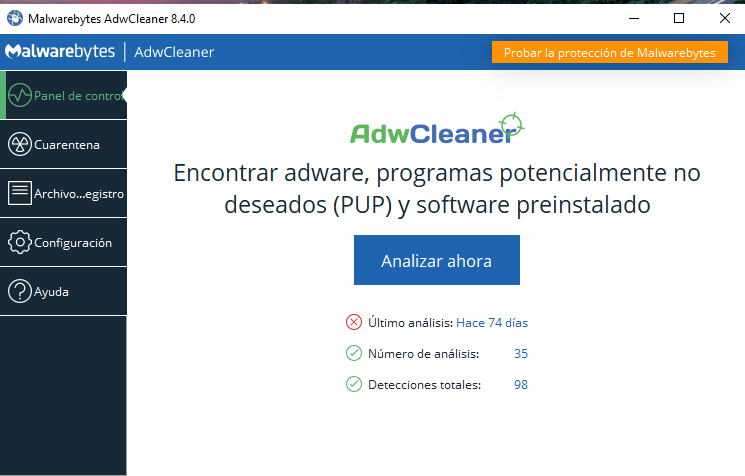 Malwarebytes AdwCleaner 8.4.0
Malwarebytes | AdwCleaner
Probar la protección de Malwarebytes
Panel de contro
Cuarentena
Archivo...egistro
Configuración
Ayuda
AdwCleaner
Encontrar adware, programas potencialmente no
deseados (PUP) y software preinstalado
Analizar ahora
Último análisis: Hace 74 días
Número de análisis: 35
Detecciones totales: 98